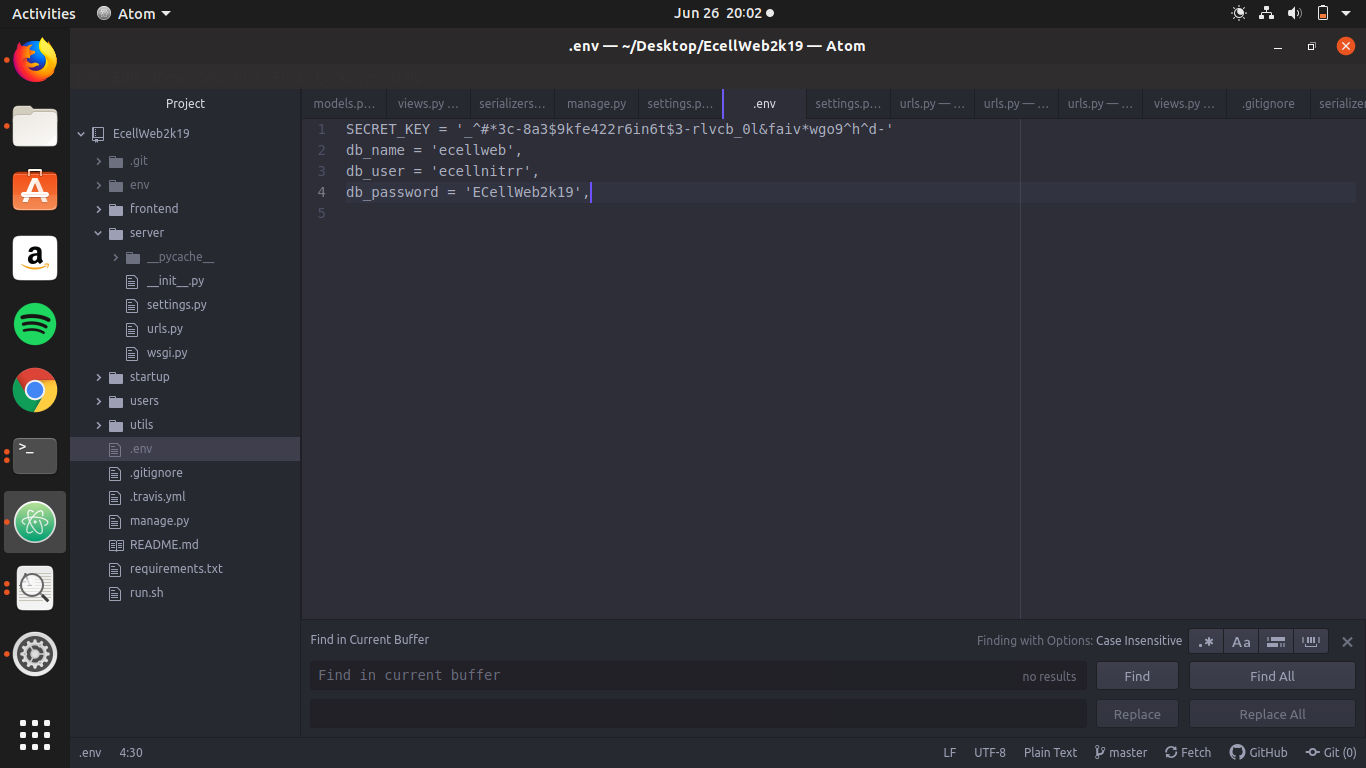 Activities Atom Jun 26 20:02
.env — ~/Desktop/EcellWeb2k19 — Atom
Project
models.p… views.py … serializers… manage.py settings.p… .env settings.p… urls.py — … urls.py — … urls.py — … views.py — … .gitignore serialize
EcellWeb2k19
.git
env
frontend
server
__pycache__
__init__.py
settings.py
urls.py
wsgi.py
startup
users
utils
.env
.gitignore
.travis.yml
manage.py
README.md
requirements.txt
run.sh
1 SECRET_KEY = '_^#*3c-8a3$9kfe422r6in6t$3-rlvcb_0l&faiv*wgo9^h^d-'
2 db_name = 'ecellweb',
3 db_user = 'ecellnitrr',
4 db_password = 'ECellWeb2k19',
5
Find in Current Buffer Finding with Options: Case Insensitive .* Aa
Find in current buffer no results Find Find All
Replace Replace All
.env 4:30 LF UTF-8 Plain Text master Fetch GitHub Git (0)